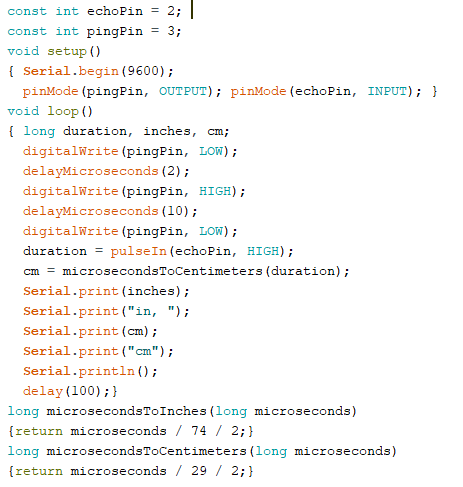 const int echoPin = 2;
const int pingPin = 3;
void setup()
{ Serial.begin(9600);
  pinMode(pingPin, OUTPUT); pinMode(echoPin, INPUT); }
void loop()
{ long duration, inches, cm;
  digitalWrite(pingPin, LOW);
  delayMicroseconds(2);
  digitalWrite(pingPin, HIGH);
  delayMicroseconds(10);
  digitalWrite(pingPin, LOW);
  duration = pulseIn(echoPin, HIGH);
  cm = microsecondsToCentimeters(duration);
  Serial.print(inches);
  Serial.print("in, ");
  Serial.print(cm);
  Serial.print("cm");
  Serial.println();
  delay(100);}
long microsecondsToInches(long microseconds)
{return microseconds / 74 / 2;}
long microsecondsToCentimeters(long microseconds)
{return microseconds / 29 / 2;}